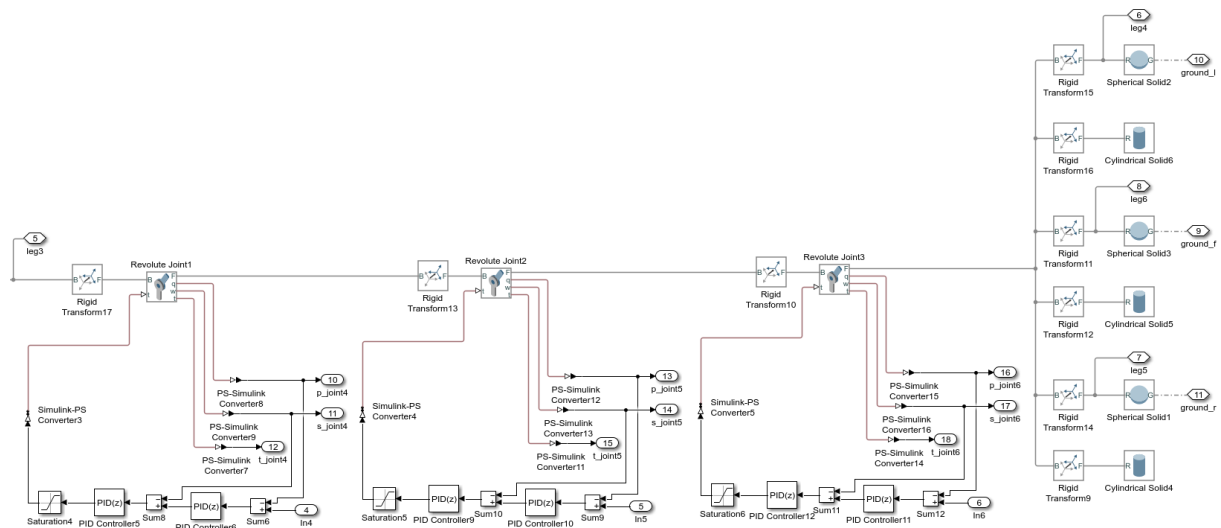 6
leg4
B
F
R
G
10
ground_l
Rigid
Transform15
Spherical Solid2
B
F
R
Rigid
Transform16
Cylindrical Solid6
8
leg6
B
F
R
G
9
ground_f
Rigid
Transform11
Spherical Solid3
B
F
R
Rigid
Transform12
Cylindrical Solid5
7
leg5
B
F
R
G
11
ground_r
Rigid
Transform14
Spherical Solid1
B
F
R
Rigid
Transform9
Cylindrical Solid4
5
leg3
B
F
Rigid
Transform17
Revolute Joint1
B
F
q
w
t
t
PS-Simulink
Converter8
10
p_joint4
PS-Simulink
Converter9
11
s_joint4
PS-Simulink
Converter7
12
t_joint4
Simulink-PS
Converter3
Saturation4
PID(z)
PID Controller5
Sum8
PID(z)
PID Controller6
Sum6
4
In4
B
F
Rigid
Transform13
Revolute Joint2
B
F
q
w
t
t
PS-Simulink
Converter12
13
p_joint5
PS-Simulink
Converter13
14
s_joint5
PS-Simulink
Converter11
15
t_joint5
Simulink-PS
Converter4
Saturation5
PID(z)
PID Controller9
Sum10
PID(z)
PID Controller10
Sum9
5
In5
B
F
Rigid
Transform10
Revolute Joint3
B
F
q
w
t
t
PS-Simulink
Converter15
16
p_joint6
PS-Simulink
Converter16
17
s_joint6
PS-Simulink
Converter14
18
t_joint6
Simulink-PS
Converter5
Saturation6
PID(z)
PID Controller12
Sum11
PID(z)
PID Controller11
Sum12
6
In6